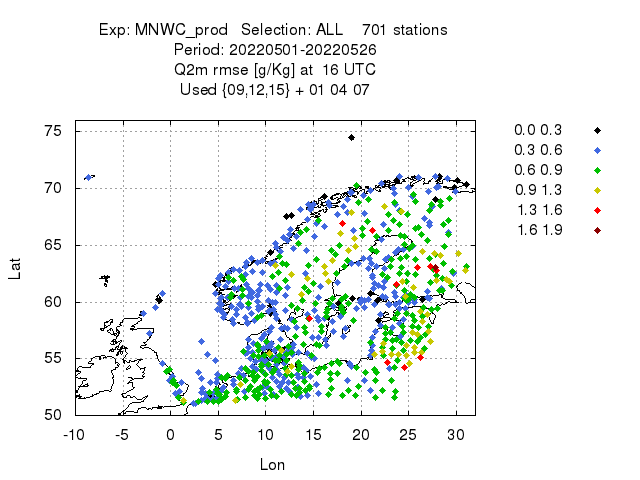 Exp: MNWC_prod   Selection: ALL    701 stations
Period: 20220501-20220526
Q2m rmse [g/Kg] at  16 UTC
Used {09,12,15} + 01 04 07
0.0 0.3
0.3 0.6
0.6 0.9
0.9 1.3
1.3 1.6
1.6 1.9
75
70
65
60
55
50
Lat
-10 -5 0 5 10 15 20 25 30
Lon